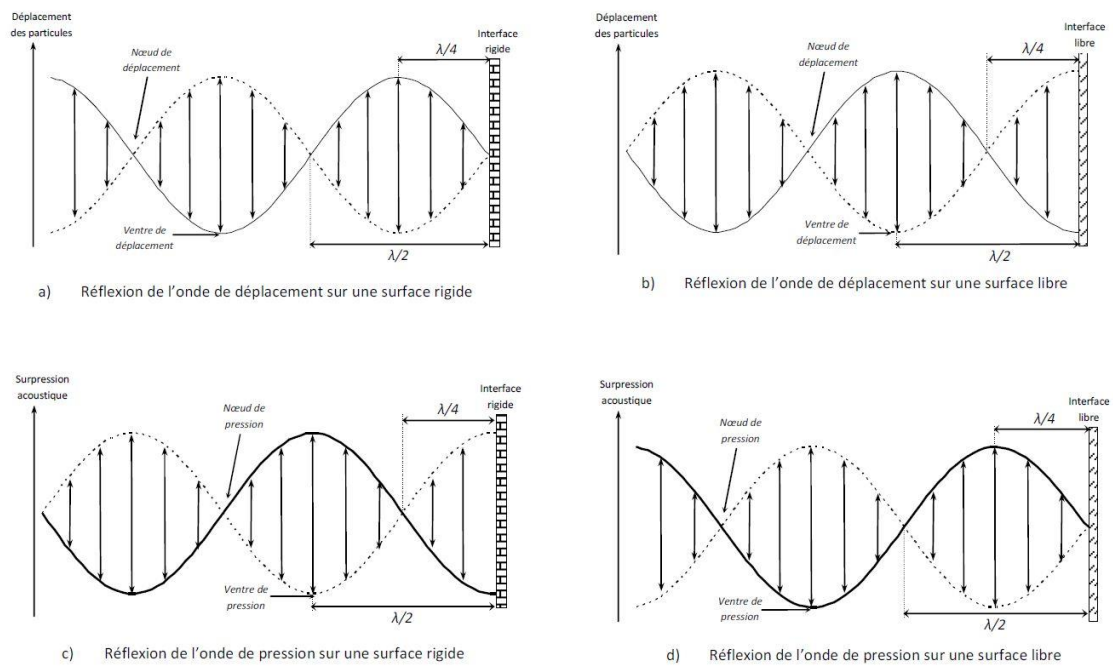 Déplacement
des particules
Nœud de
déplacement
λ/4
Interface
rigide
Ventre de
déplacement
λ/2
a) Réflexion de l'onde de déplacement sur une surface rigide
Déplacement
des particules
Nœud de
déplacement
λ/4
Interface
libre
Ventre de
déplacement
λ/2
b) Réflexion de l'onde de déplacement sur une surface libre
Surpression
acoustique
Nœud de
pression
λ/4
Interface
rigide
Ventre de
pression
λ/2
c) Réflexion de l'onde de pression sur une surface rigide
Surpression
acoustique
Nœud de
pression
λ/4
Interface
libre
Ventre de
pression
λ/2
d) Réflexion de l'onde de pression sur une surface libre